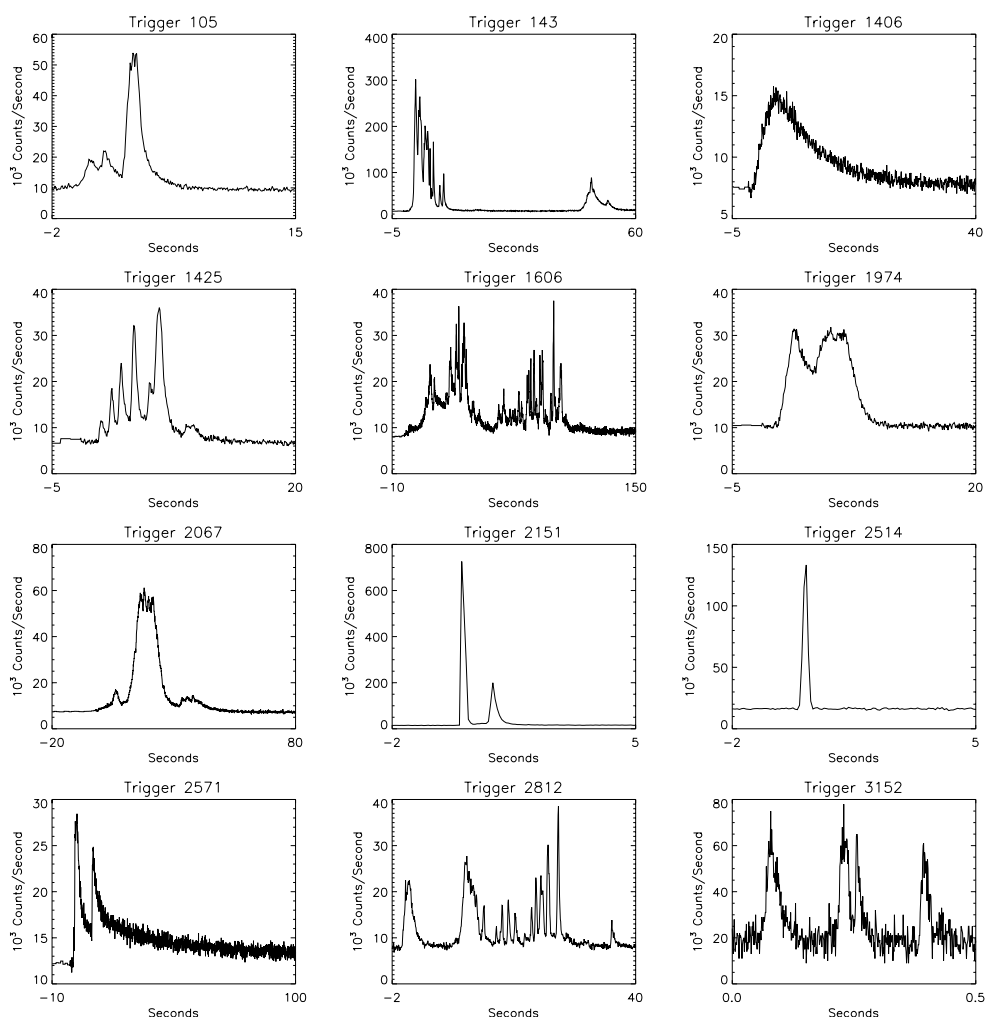 Trigger 105
60
50
40
30
20
10
0
10³ Counts/Second
-2
15
Seconds
Trigger 143
400
300
200
100
0
10³ Counts/Second
-5
60
Seconds
Trigger 1406
20
15
10
5
10³ Counts/Second
-5
40
Seconds
Trigger 1425
40
30
20
10
0
10³ Counts/Second
-5
20
Seconds
Trigger 1606
40
30
20
10
0
10³ Counts/Second
-10
150
Seconds
Trigger 1974
40
30
20
10
0
10³ Counts/Second
-5
20
Seconds
Trigger 2067
80
60
40
20
0
10³ Counts/Second
-20
80
Seconds
Trigger 2151
800
600
400
200
0
10³ Counts/Second
-2
5
Seconds
Trigger 2514
150
100
50
0
10³ Counts/Second
-2
5
Seconds
Trigger 2571
30
25
20
15
10
10³ Counts/Second
-10
100
Seconds
Trigger 2812
40
30
20
10
0
10³ Counts/Second
-2
40
Seconds
Trigger 3152
80
60
40
20
0
10³ Counts/Second
0.0
0.5
Seconds